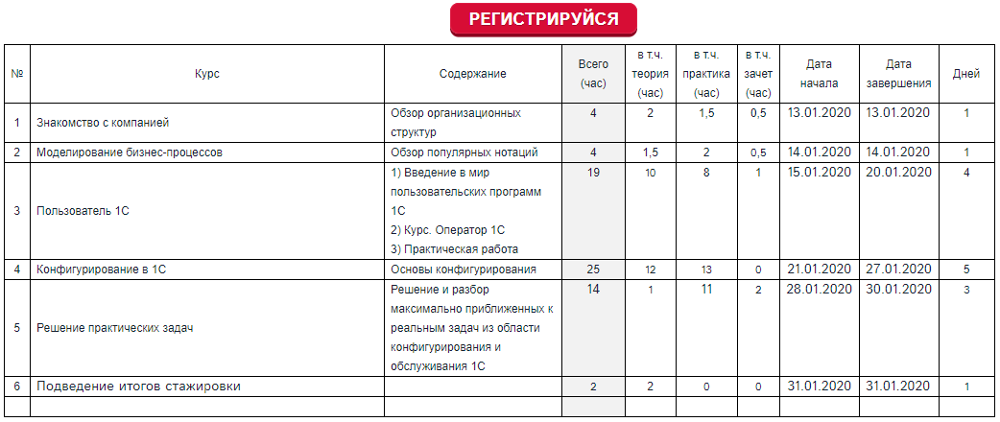 РЕГИСТРИРУЙСЯ
№ Курс Содержание Всего (час) в т.ч. теория (час) в т.ч. практика (час) в т.ч. зачет (час) Дата начала Дата завершения Дней
1 Знакомство с компанией Обзор организационных 4 2 1,5 0,5 13.01.2020 13.01.2020 1
структур
2 Моделирование бизнес-процессов Обзор популярных нотаций 4 1,5 2 0,5 14.01.2020 14.01.2020 1
3 Пользователь 1С 1) Введение в мир 19 10 8 1 15.01.2020 20.01.2020 4
пользовательских программ
1С
2) Курс. Оператор 1С
3) Практическая работа
4 Конфигурирование в 1С Основы конфигурирования 25 12 13 0 21.01.2020 27.01.2020 5
5 Решение практических задач Решение и разбор 14 1 11 2 28.01.2020 30.01.2020 3
максимально приближенных к
реальным задач из области
конфигурирования и
обслуживания 1С
6 Подведение итогов стажировки 2 2 0 0 31.01.2020 31.01.2020 1